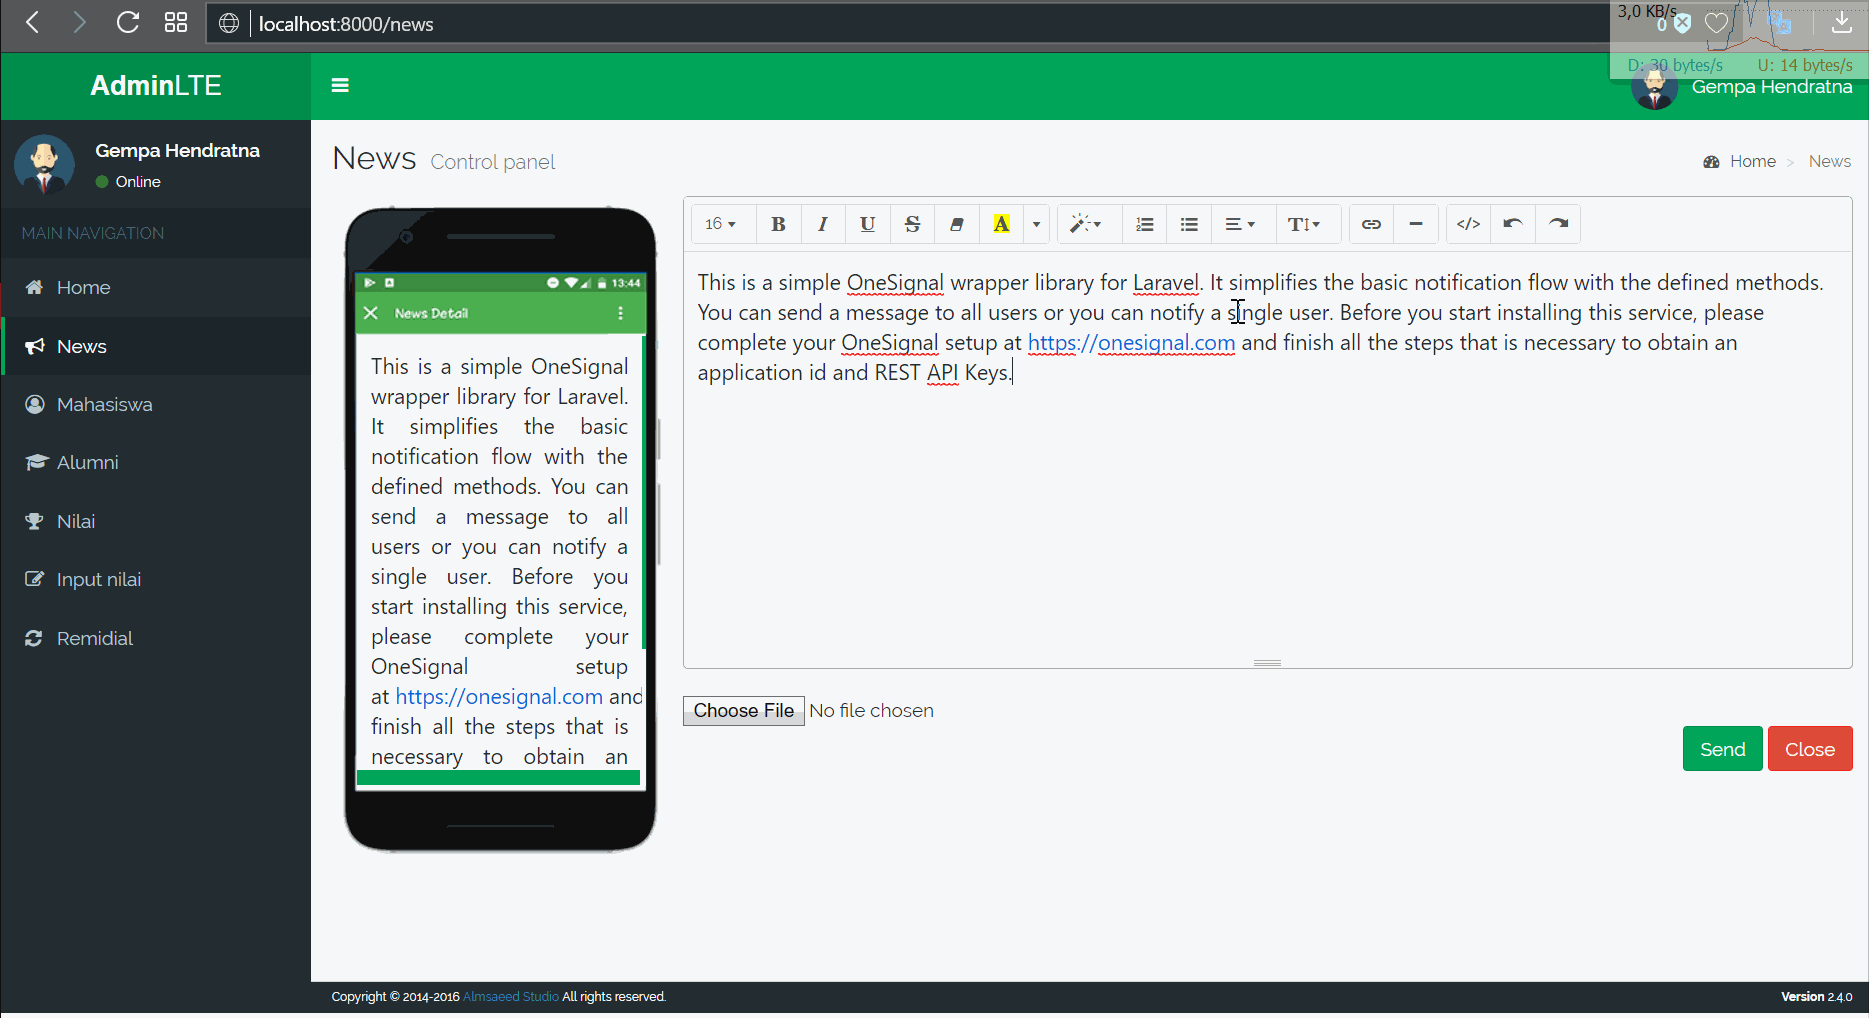 localhost:8000/news
3,0 KB/s
0
D: 30 bytes/s U: 14 bytes/s
AdminLTE
Gempa Hendratna
Gempa Hendratna
Online
MAIN NAVIGATION
Home
News
Mahasiswa
Alumni
Nilai
Input nilai
Remidial
News Control panel
Home > News
13:44
News Detail
This is a simple OneSignal
wrapper library for Laravel.
It simplifies the basic
notification flow with the
defined methods. You can
send a message to all
users or you can notify a
single user. Before you
start installing this service,
please complete your
OneSignal setup
at https://onesignal.com and
finish all the steps that is
necessary to obtain an
16 B I U S A T
This is a simple OneSignal wrapper library for Laravel. It simplifies the basic notification flow with the defined methods.
You can send a message to all users or you can notify a single user. Before you start installing this service, please
complete your OneSignal setup at https://onesignal.com and finish all the steps that is necessary to obtain an
application id and REST API Keys.
Choose File No file chosen
Send Close
Copyright © 2014-2016 Almsaeed Studio All rights reserved.
Version 2.4.0